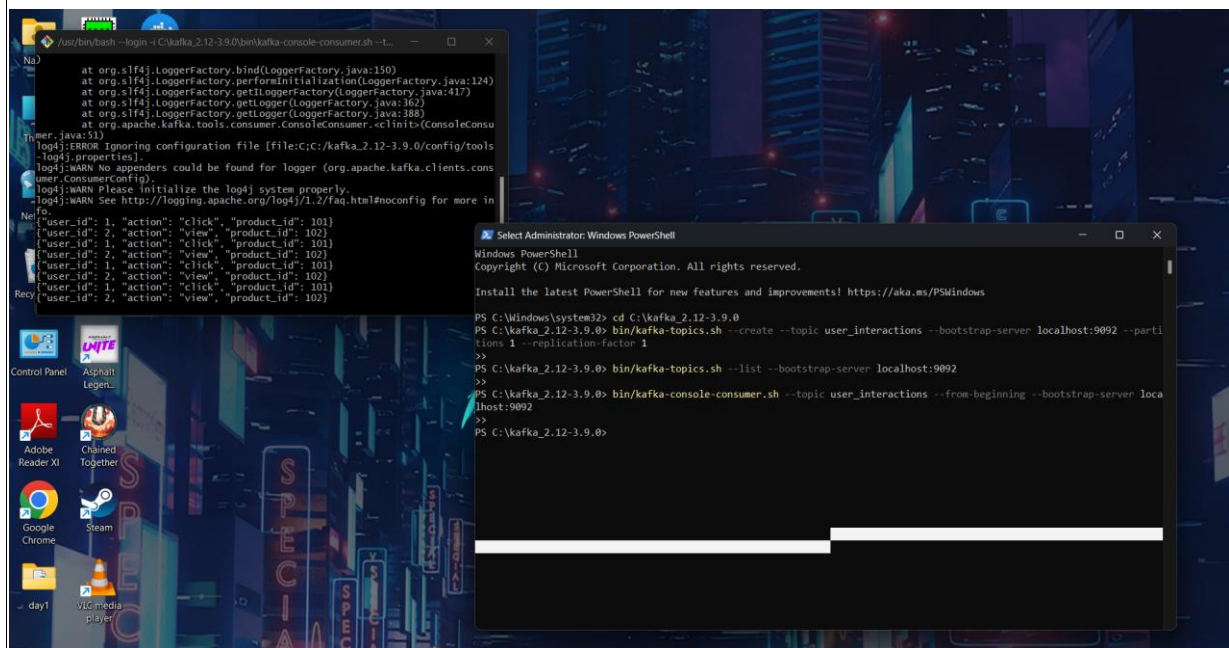 /usr/bin/bash --login -i C:\kafka_2.12-3.9.0\bin\kafka-console-consumer.sh --t...
)
at org.slf4j.LoggerFactory.bind(LoggerFactory.java:150)
at org.slf4j.LoggerFactory.performInitialization(LoggerFactory.java:124)
at org.slf4j.LoggerFactory.getILoggerFactory(LoggerFactory.java:417)
at org.slf4j.LoggerFactory.getLogger(LoggerFactory.java:362)
at org.slf4j.LoggerFactory.getLogger(LoggerFactory.java:388)
at org.apache.kafka.tools.consumer.ConsoleConsumer.<clinit>(ConsoleConsu
mer.java:51)
log4j:ERROR Ignoring configuration file [file:C;C:/kafka_2.12-3.9.0/config/tools
-log4j.properties].
log4j:WARN No appenders could be found for logger (org.apache.kafka.clients.cons
umer.ConsumerConfig).
log4j:WARN Please initialize the log4j system properly.
log4j:WARN See http://logging.apache.org/log4j/1.2/faq.html#noconfig for more in
fo.
{"user_id": 1, "action": "click", "product_id": 101}
{"user_id": 2, "action": "view", "product_id": 102}
{"user_id": 1, "action": "click", "product_id": 101}
{"user_id": 2, "action": "view", "product_id": 102}
{"user_id": 1, "action": "click", "product_id": 101}
{"user_id": 2, "action": "view", "product_id": 102}
{"user_id": 1, "action": "click", "product_id": 101}
{"user_id": 2, "action": "view", "product_id": 102}
Select Administrator: Windows PowerShell
Windows PowerShell
Copyright (C) Microsoft Corporation. All rights reserved.
Install the latest PowerShell for new features and improvements! https://aka.ms/PSWindows
PS C:\Windows\system32> cd C:\kafka_2.12-3.9.0
PS C:\kafka_2.12-3.9.0> bin/kafka-topics.sh --create --topic user_interactions --bootstrap-server localhost:9092 --parti
tions 1 --replication-factor 1
>>
PS C:\kafka_2.12-3.9.0> bin/kafka-topics.sh --list --bootstrap-server localhost:9092
>>
PS C:\kafka_2.12-3.9.0> bin/kafka-console-consumer.sh --topic user_interactions --from-beginning --bootstrap-server loca
lhost:9092
>>
PS C:\kafka_2.12-3.9.0>
Control Panel
Asphalt
Legen...
UNITE
Adobe
Reader XI
Chained
Together
Google
Chrome
Steam
day1
VLC media
player
SPECIA
SPECIAL